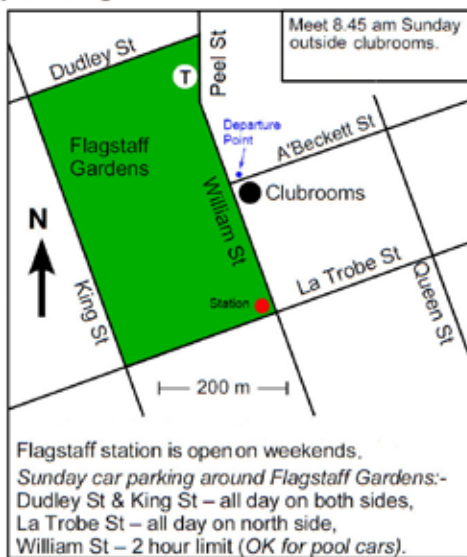 Meet 8.45 am Sunday
outside clubrooms.
Dudley St
Peel St
T
Departure
Point
A'Beckett St
Flagstaff
Gardens
Clubrooms
William St
N
La Trobe St
King St
Station
Queen St
200 m
Flagstaff station is open on weekends.
Sunday car parking around Flagstaff Gardens:-
Dudley St & King St – all day on both sides,
La Trobe St – all day on north side,
William St – 2 hour limit (OK for pool cars).